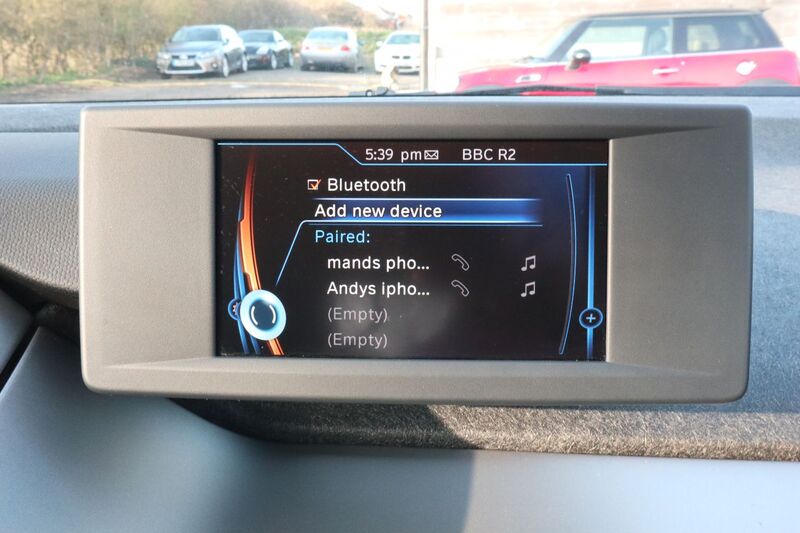 5:39 pm BBC R2
Bluetooth
Add new device
Paired:
mands pho...
Andys ipho...
(Empty)
(Empty)